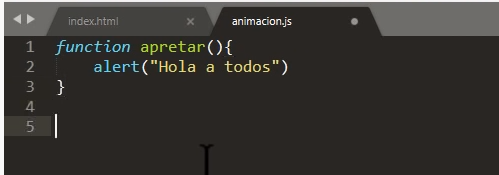 index.html × animacion.js
1 function apretar(){
2 alert("Hola a todos")
3 }
4
5